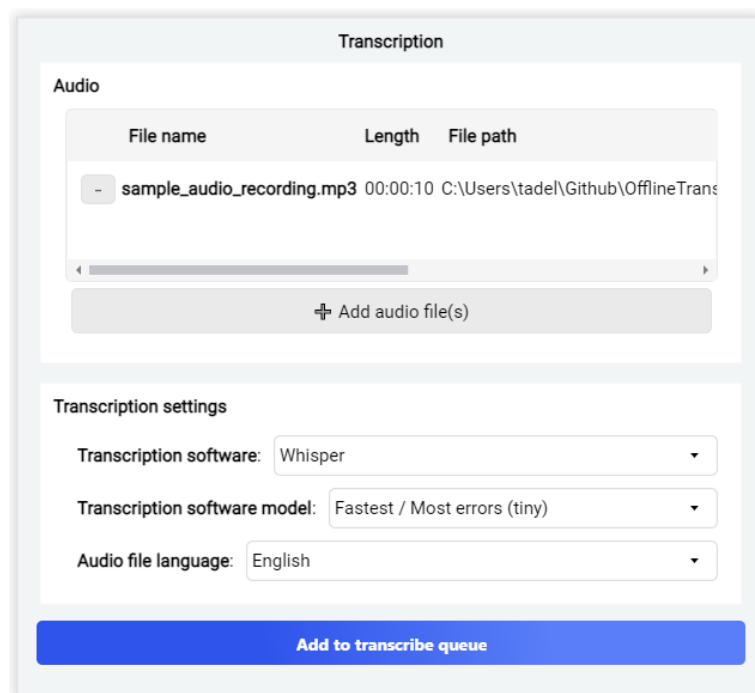 Transcription
Audio
File name Length File path
- sample_audio_recording.mp3 00:00:10 C:\Users\tadel\Github\OfflineTrans
+ Add audio file(s)
Transcription settings
Transcription software: Whisper
Transcription software model: Fastest / Most errors (tiny)
Audio file language: English
Add to transcribe queue